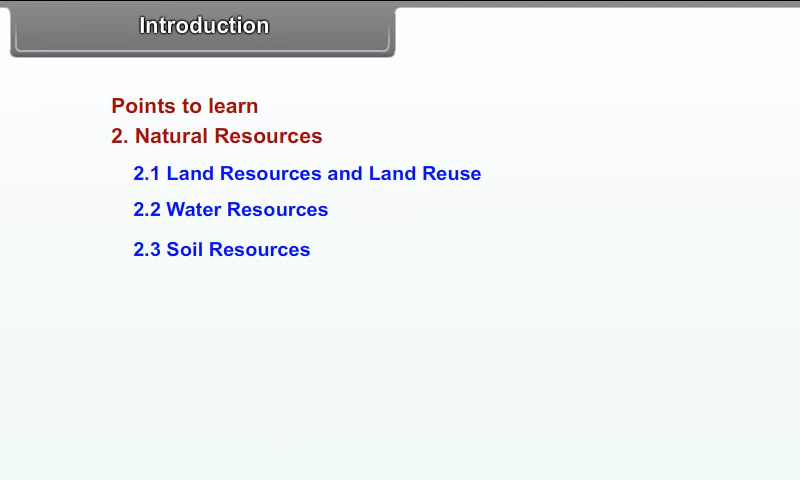 Introduction
Points to learn
2. Natural Resources
2.1 Land Resources and Land Reuse
2.2 Water Resources
2.3 Soil Resources